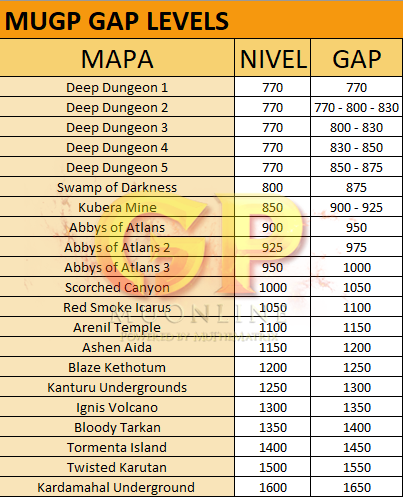 MUGP GAP LEVELS
MAPA NIVEL GAP
Deep Dungeon 1 770 770
Deep Dungeon 2 770 770 - 800 - 830
Deep Dungeon 3 770 800 - 830
Deep Dungeon 4 770 830 - 850
Deep Dungeon 5 770 850 - 875
Swamp of Darkness 800 875
Kubera Mine 850 900 - 925
Abbys of Atlans 900 950
Abbys of Atlans 2 925 975
Abbys of Atlans 3 950 1000
Scorched Canyon 1000 1050
Red Smoke Icarus 1050 1100
Arenil Temple 1100 1150
Ashen Aida 1150 1200
Blaze Kethotum 1200 1250
Kanturu Undergrounds 1250 1300
Ignis Volcano 1300 1350
Bloody Tarkan 1350 1400
Tormenta Island 1400 1450
Twisted Karutan 1500 1550
Kardamahal Underground 1600 1650
GP